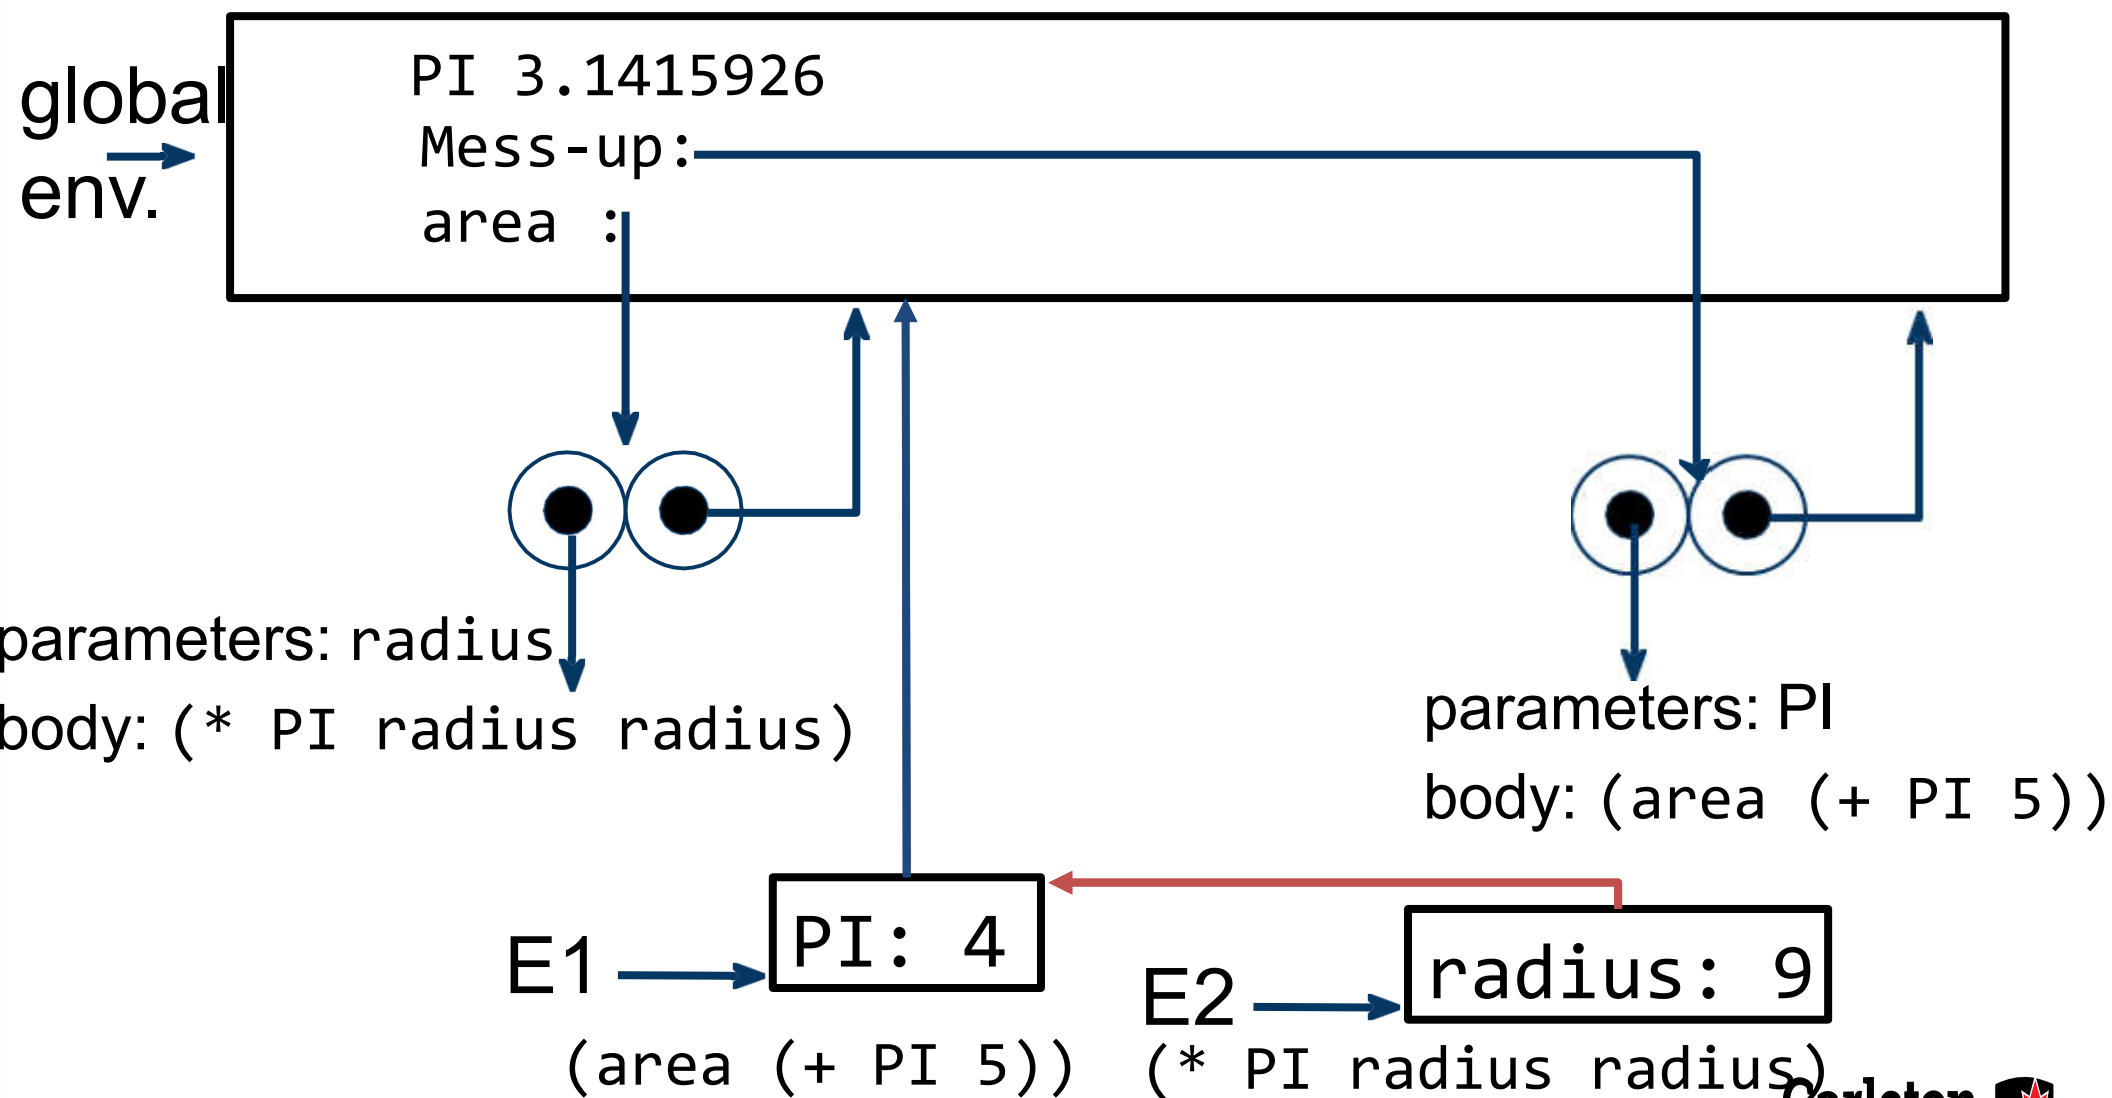 global
env.
PI 3.1415926
Mess-up:
area :
parameters: radius
body: (* PI radius radius)
parameters: PI
body: (area (+ PI 5))
E1
PI: 4
(area (+ PI 5))
E2
radius: 9
(* PI radius radius)
Carleton